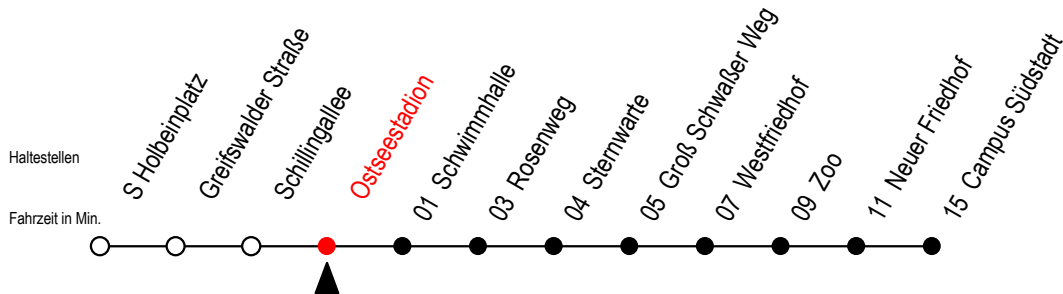 Haltestellen
Fahrzeit in Min.
S Holbeinplatz
Greifswalder Straße
Schillingallee
Ostseestadion
01 Schwimmhalle
03 Rosenweg
04 Sternwarte
05 Groß Schwaßer Weg
07 Westfriedhof
09 Zoo
11 Neuer Friedhof
15 Campus Südstadt